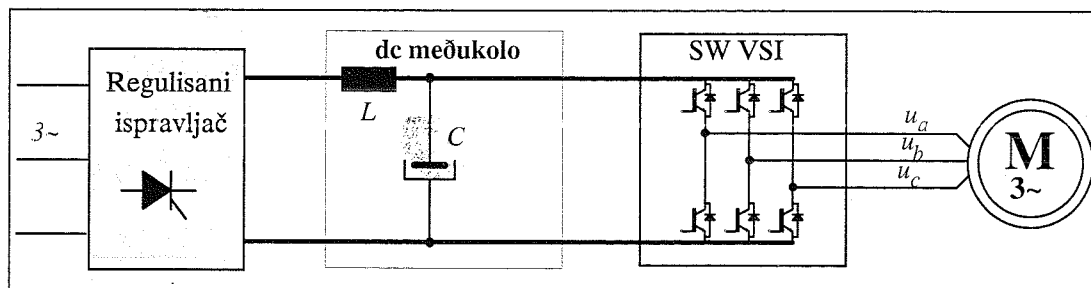 Regulisani
ispravljač
3~
dc međukolo
L
C
SW VSI
u_a
u_b
u_c
M
3~